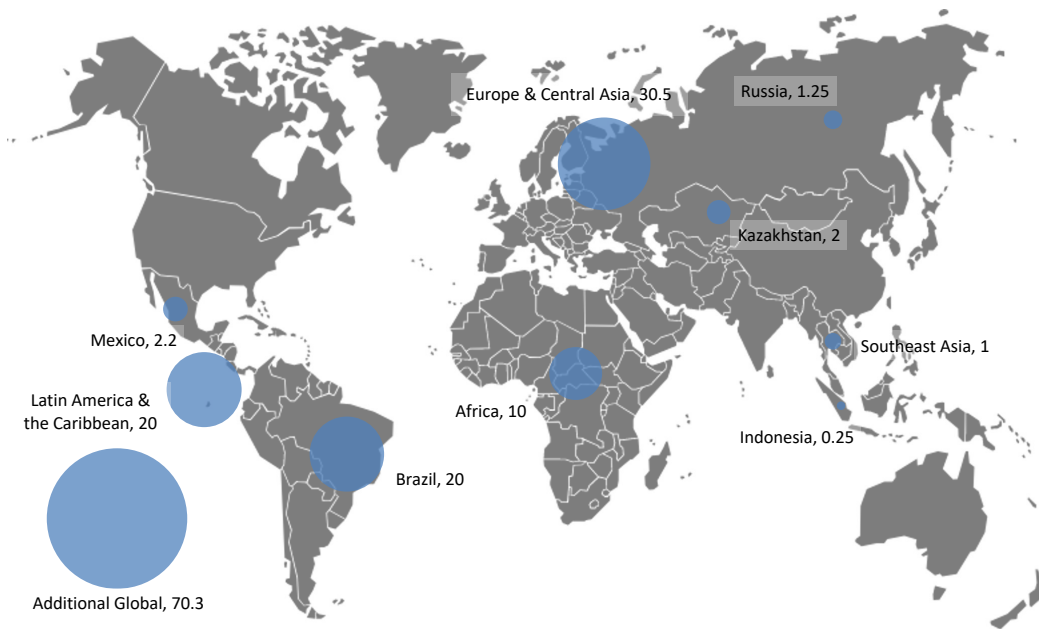 Europe & Central Asia, 30.5
Russia, 1.25
Kazakhstan, 2
Mexico, 2.2
Southeast Asia, 1
Latin America &
the Caribbean, 20
Africa, 10
Indonesia, 0.25
Brazil, 20
Additional Global, 70.3